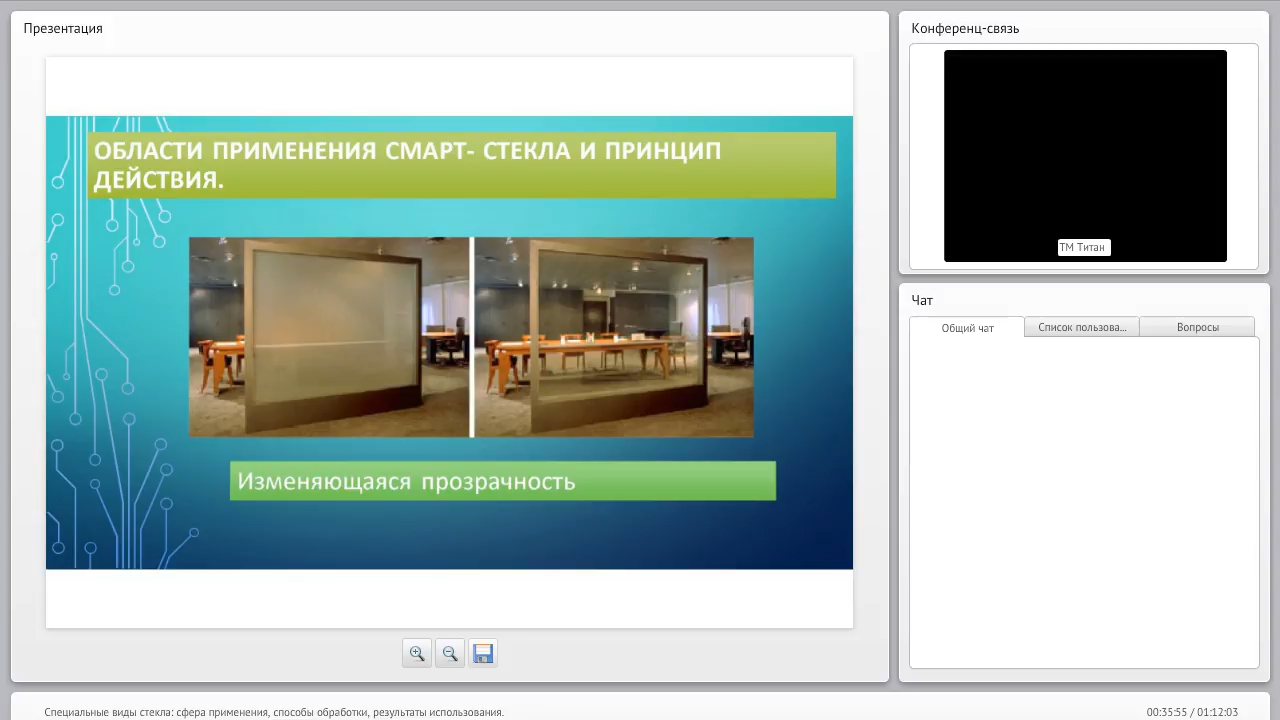 Презентация
ОБЛАСТИ ПРИМЕНЕНИЯ СМАРТ- СТЕКЛА И ПРИНЦИП
ДЕЙСТВИЯ.
Изменяющаяся прозрачность
Конференц-связь
ТМ Титан
Чат
Общий чат
Список пользова...
Вопросы
Специальные виды стекла: сфера применения, способы обработки, результаты использования.
00:35:55 / 01:12:03